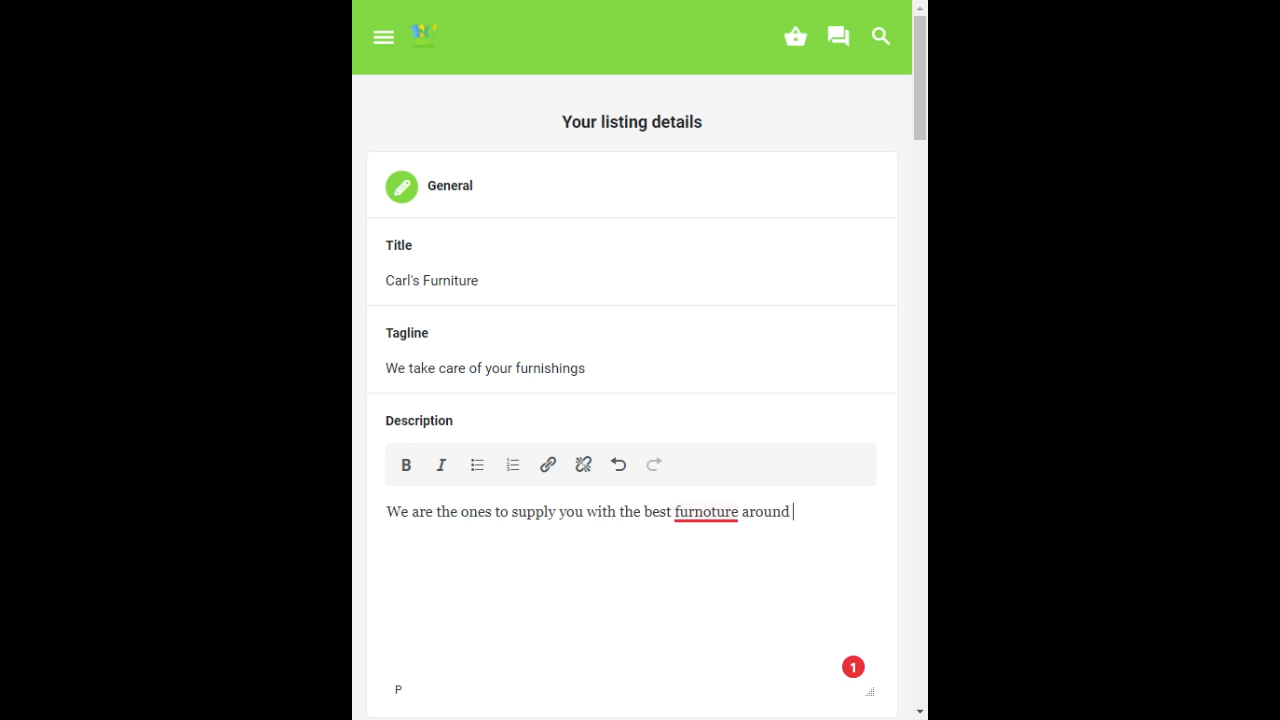 Your listing details
General
Title
Carl's Furniture
Tagline
We take care of your furnishings
Description
B I
We are the ones to supply you with the best furnoture around
1
P